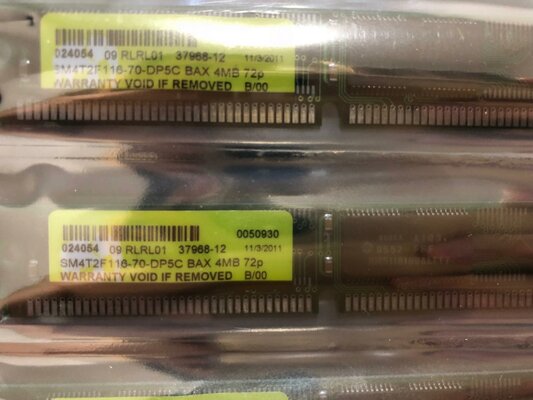 024054 09 RLRL01 37968-12 11/3/2011
SM4T2F116-70-DP5C BAX 4MB 72p
WARRANTY VOID IF REMOVED B/00
0050930
024054 09 RLRL01 37968-12 11/3/2011
SM4T2F116-70-DP5C BAX 4MB 72p
WARRANTY VOID IF REMOVED B/00